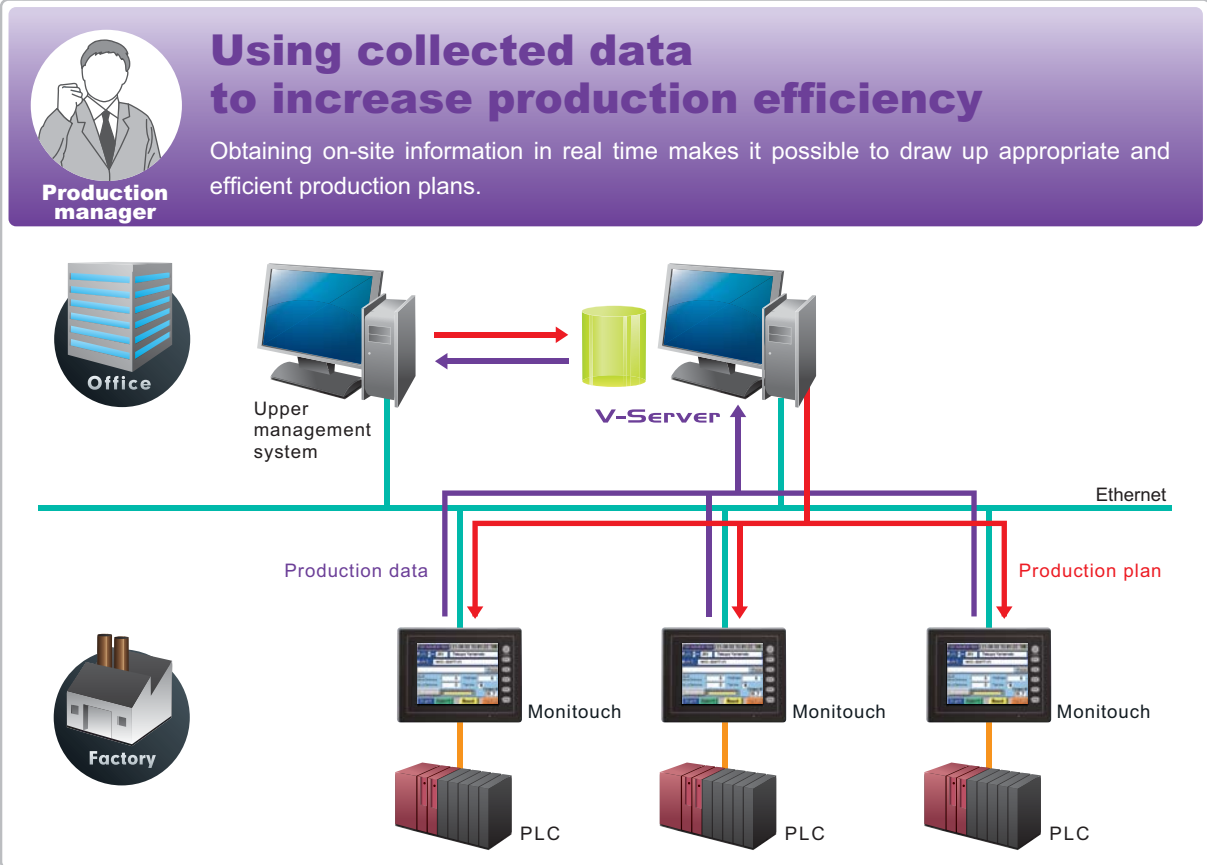 Using collected data
to increase production efficiency
Obtaining on-site information in real time makes it possible to draw up appropriate and
efficient production plans.
Production
manager
Office
Upper
management
system
V-Server
Ethernet
Production data
Production plan
Factory
Monitouch
Monitouch
Monitouch
PLC
PLC
PLC